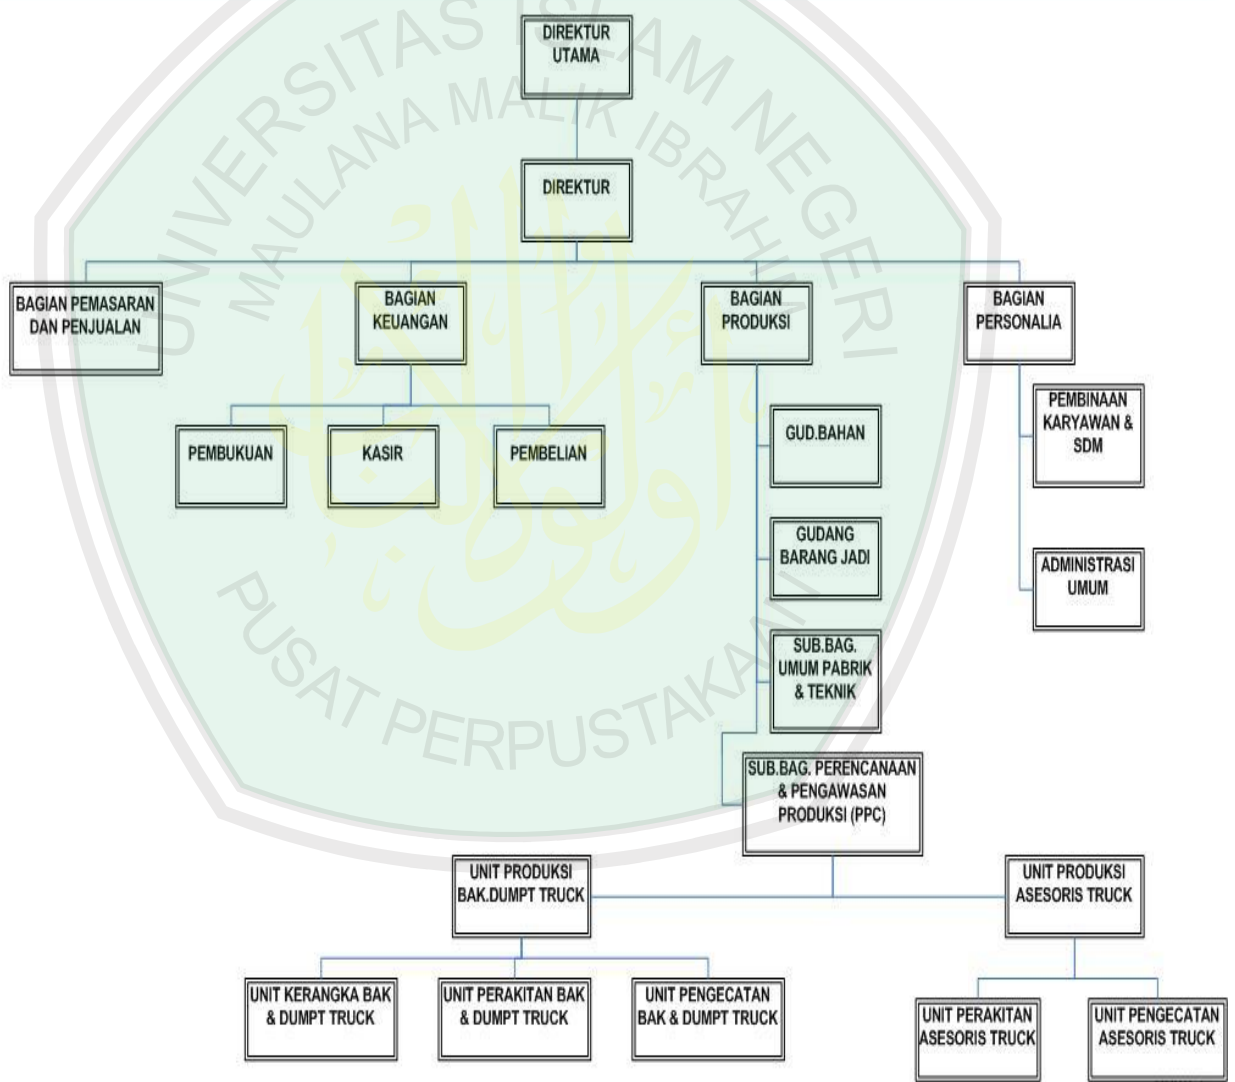 UNIVERSITAS ISLAM NEGERI
MAULANA MALIK IBRAHIM
PUSAT PERPUSTAKAAN
DIREKTUR
UTAMA
DIREKTUR
BAGIAN PEMASARAN
DAN PENJUALAN
BAGIAN
KEUANGAN
BAGIAN
PRODUKSI
BAGIAN
PERSONALIA
PEMBUKUAN
KASIR
PEMBELIAN
GUD.BAHAN
GUDANG
BARANG JADI
SUB.BAG.
UMUM PABRIK
& TEKNIK
SUB.BAG. PERENCANAAN
& PENGAWASAN
PRODUKSI (PPC)
PEMBINAAN
KARYAWAN &
SDM
ADMINISTRASI
UMUM
UNIT PRODUKSI
BAK.DUMPT TRUCK
UNIT PRODUKSI
ASESORIS TRUCK
UNIT KERANGKA BAK
& DUMPT TRUCK
UNIT PERAKITAN BAK
& DUMPT TRUCK
UNIT PENGECATAN
BAK & DUMPT TRUCK
UNIT PERAKITAN
ASESORIS TRUCK
UNIT PENGECATAN
ASESORIS TRUCK